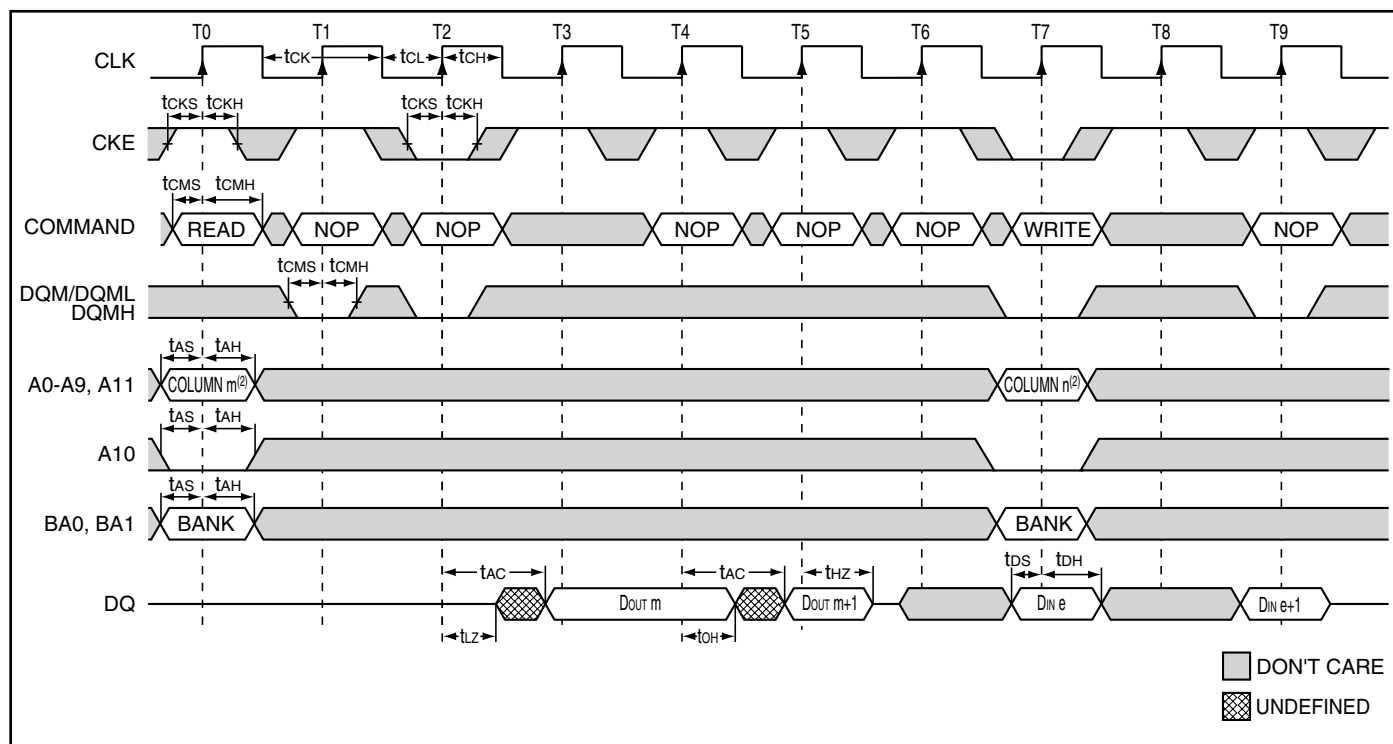 T0 T1 T2 T3 T4 T5 T6 T7 T8 T9
CLK tCK tCL tCH
tCKS tCKH tCKS tCKH
CKE
tCMS tCMH
COMMAND READ NOP NOP NOP NOP NOP WRITE NOP
tCMS tCMH
DQM/DQML
DQMH
tAS tAH
A0-A9, A11 COLUMN m(2) COLUMN n(2)
tAS tAH
A10
tAS tAH
BA0, BA1 BANK BANK
tAC tAC tHZ tDS tDH
DQ DOUT m DOUT m+1 DIN e DIN e+1
tLZ tOH
DON'T CARE
UNDEFINED